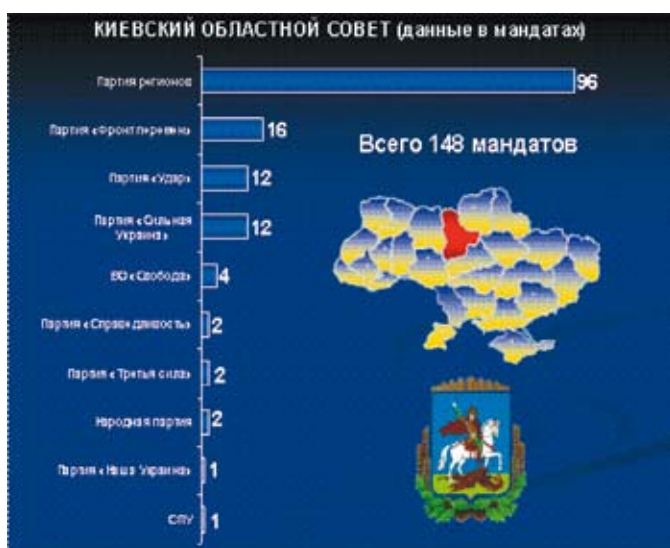 КИЕВСКИЙ ОБЛАСТНОЙ СОВЕТ (данные в мандатах)
Партия регионов
96
Партия «Фронт перемен»
16
Всего 148 мандатов
Партия «Удар»
12
Партия «Сильная
Украина»
12
ВО «Свобода»
4
Партия «Справедливость»
2
Партия «Третья сила»
2
Народная партия
2
Партия «Наша Украина»
1
СПУ
1